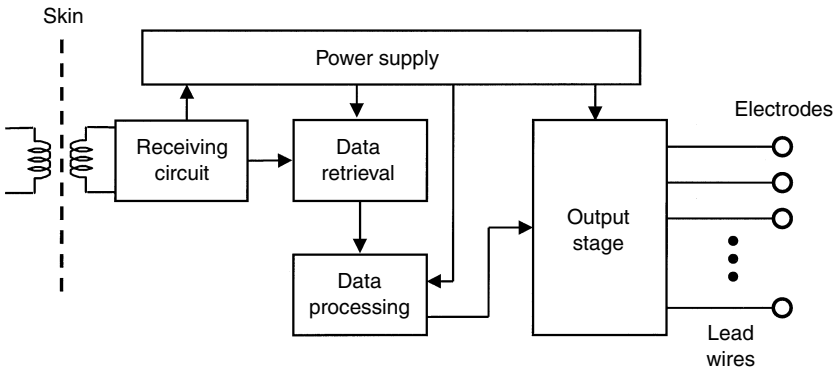 Skin
Power supply
Electrodes
Receiving
circuit
Data
retrieval
Output
stage
Data
processing
Lead
wires